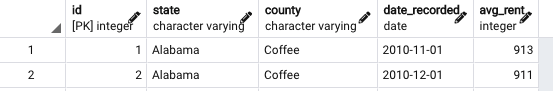 id state county date_recorded avg_rent
[PK] integer character varying character varying date integer
1 1 Alabama Coffee 2010-11-01 913
2 2 Alabama Coffee 2010-12-01 911